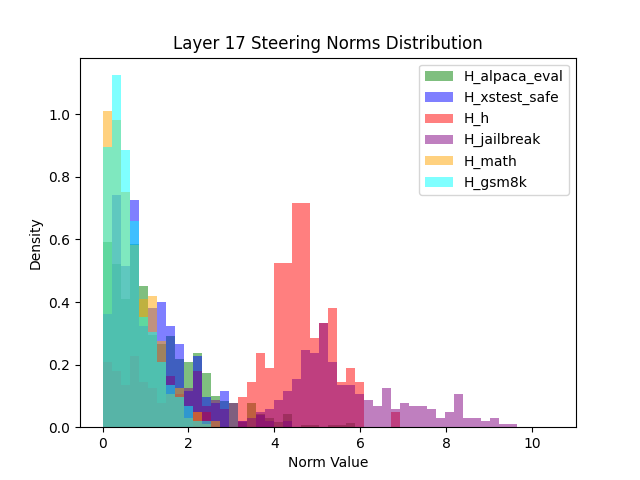 Layer 17 Steering Norms Distribution
H_alpaca_eval
H_xstest_safe
H_h
H_jailbreak
H_math
H_gsm8k
Density
1.0
0.8
0.6
0.4
0.2
0.0
0 2 4 6 8 10
Norm Value